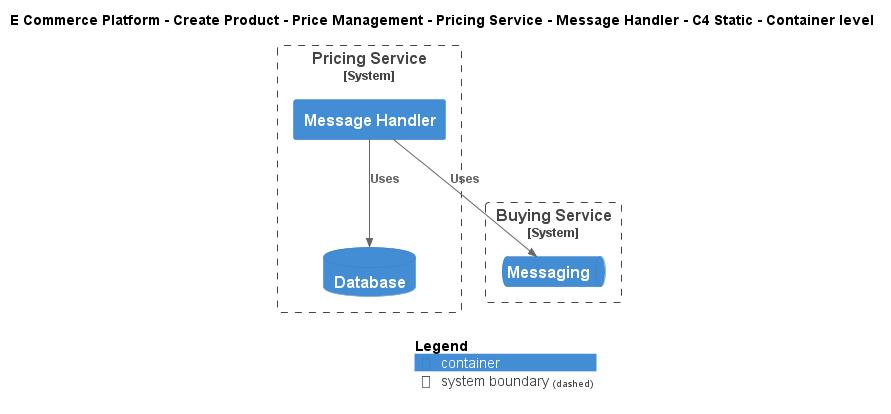 E Commerce Platform - Create Product - Price Management - Pricing Service - Message Handler - C4 Static - Container level
Pricing Service
[System]
Message Handler
Uses
Uses
Buying Service
[System]
Messaging
Database
Legend
container
system boundary (dashed)